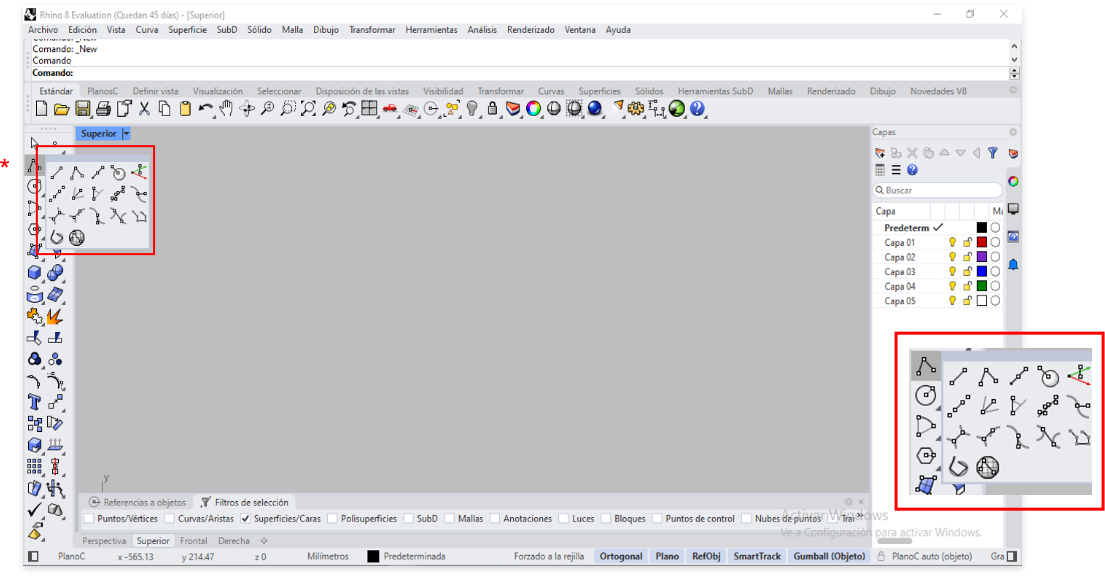 Rhino 8 Evaluation (Quedan 45 días) - [Superior]
Archivo Edición Vista Curva Superficie SubD Sólido Malla Dibujo Transformar Herramientas Análisis Renderizado Ventana Ayuda
Comando: _New
Comando: _New
Comando
Comando:
Estándar PlanosC Definir vista Visualización Seleccionar Disposición de las vistas Visibilidad Transformar Curvas Superficies Sólidos Herramientas SubD Mallas Renderizado Dibujo Novedades V8
Superior
Capas
*
Buscar
Capa
Predeterm
Capa 01
Capa 02
Capa 03
Capa 04
Capa 05
y
Referencias a objetos Filtros de selección
Puntos/Vértices Curvas/Aristas Superficies/Caras Polisuperficies SubD Mallas Anotaciones Luces Bloques Puntos de control Nubes de puntos
Activar Windows
Ve a Configuración para activar Windows.
Perspectiva Superior Frontal Derecha
PlanoC x -565.13 y 214.47 z 0 Milímetros Predeterminada Forzado a la rejilla Ortogonal Plano RefObj SmartTrack Gumball (Objeto) PlanoC auto (objeto) Gra